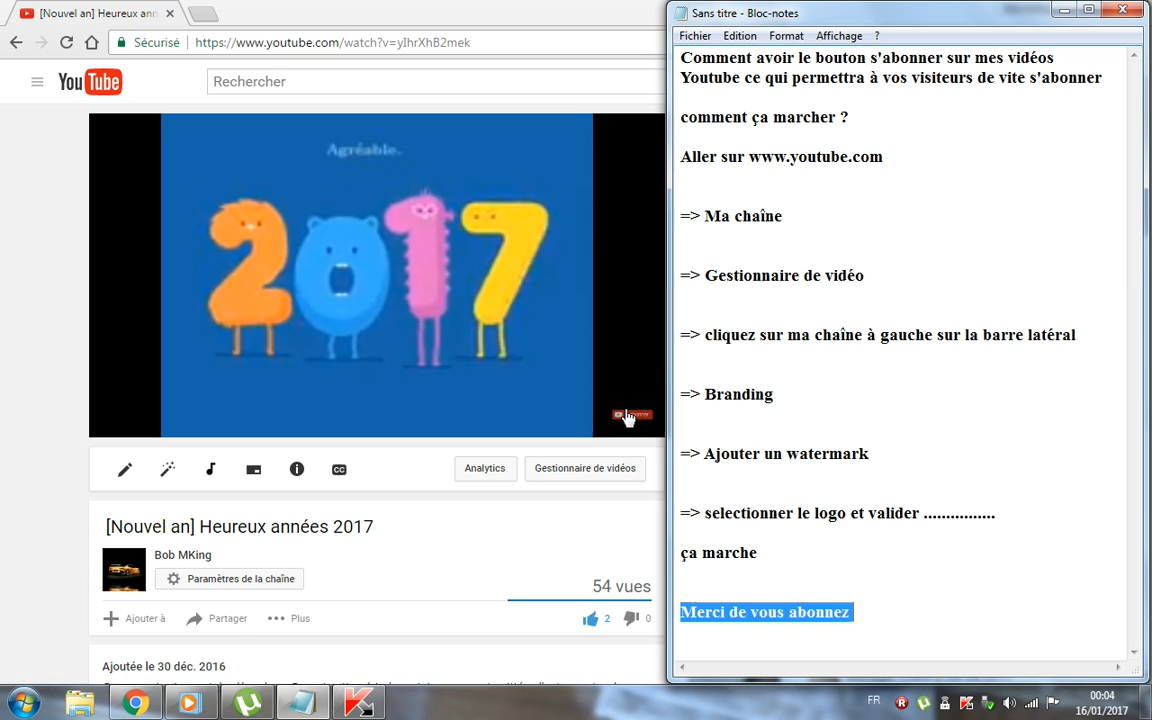 [Nouvel an] Heureux ann
Sécurisé
https://www.youtube.com/watch?v=yIhrXhB2mek
YouTube
Rechercher
Agréable..
2017
Analytics
Gestionnaire de vidéos
[Nouvel an] Heureux années 2017
Bob MKing
Paramètres de la chaîne
54 vues
Ajouter à
Partager
Plus
2
0
Ajoutée le 30 déc. 2016
Sans titre - Bloc-notes
Fichier Edition Format Affichage ?
Comment avoir le bouton s'abonner sur mes vidéos
Youtube ce qui permettra à vos visiteurs de vite s'abonner
comment ça marcher ?
Aller sur www.youtube.com
=> Ma chaîne
=> Gestionnaire de vidéo
=> cliquez sur ma chaîne à gauche sur la barre latéral
=> Branding
=> Ajouter un watermark
=> selectionner le logo et valider ................
ça marche
Merci de vous abonnez
FR
00:04
16/01/2017